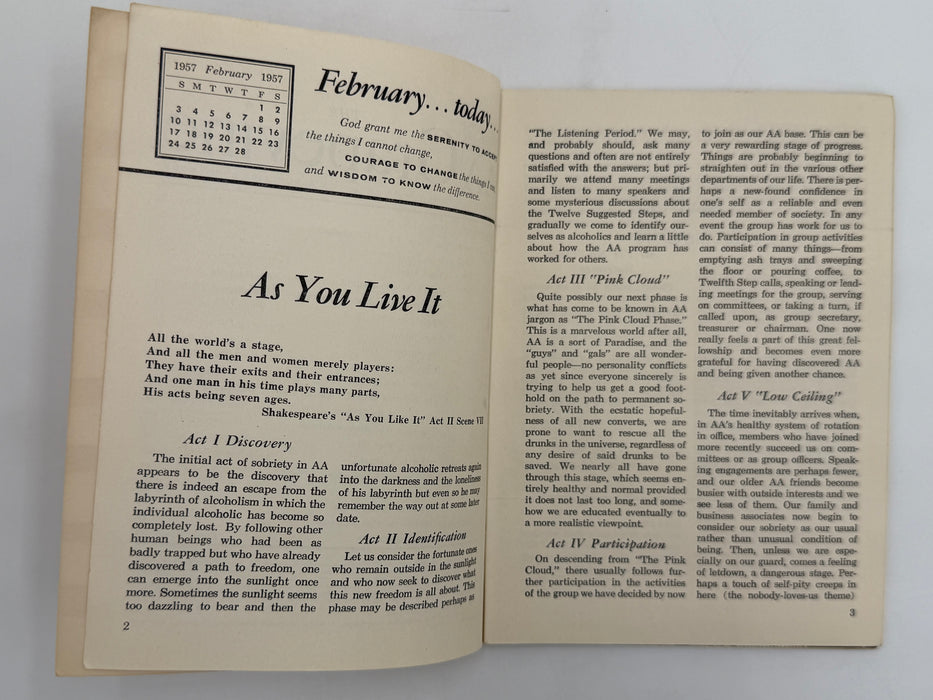 1957 February 1957
S M T W T F S
1 2
3 4 5 6 7 8 9
10 11 12 13 14 15 16
17 18 19 20 21 22 23
24 25 26 27 28
February... today...
God grant me the SERENITY TO ACCEPT
the things I cannot change,
COURAGE TO CHANGE the things I can,
and WISDOM TO KNOW the difference.
As You Live It
All the world's a stage,
And all the men and women merely players:
They have their exits and their entrances;
And one man in his time plays many parts,
His acts being seven ages.
Shakespeare's "As You Like It" Act II Scene VII
Act I Discovery
The initial act of sobriety in AA
appears to be the discovery that
there is indeed an escape from the
labyrinth of alcoholism in which the
individual alcoholic has become so
completely lost. By following other
human beings who had been as
badly trapped but who have already
discovered a path to freedom, one
can emerge into the sunlight once
more. Sometimes the sunlight seems
too dazzling to bear and then the
unfortunate alcoholic retreats again
into the darkness and the loneliness
of his labyrinth but even so he may
remember the way out at some later
date.
Act II Identification
Let us consider the fortunate ones
who remain outside in the sunlight
and who now seek to discover what
this new freedom is all about. This
phase may be described perhaps as
2
"The Listening Period." We may,
and probably should, ask many
questions and often are not entirely
satisfied with the answers; but pri-
marily we attend many meetings
and listen to many speakers and
some mysterious discussions about
the Twelve Suggested Steps, and
gradually we come to identify our-
selves as alcoholics and learn a little
about how the AA program has
worked for others.
Act III "Pink Cloud"
Quite possibly our next phase is
what has come to be known in AA
jargon as "The Pink Cloud Phase."
This is a marvelous world after all,
AA is a sort of Paradise, and the
"guys" and "gals" are all wonder-
ful people—no personality conflicts
as yet since everyone sincerely is
trying to help us get a good foot-
hold on the path to permanent so-
briety. With the ecstatic hopeful-
ness of all new converts, we are
prone to want to rescue all the
drunks in the universe, regardless of
any desire of said drunks to be
saved. We nearly all have gone
through this stage, which seems en-
tirely healthy and normal provided
it does not last too long, and some-
how we are educated eventually to
a more realistic viewpoint.
Act IV Participation
On descending from "The Pink
Cloud," there usually follows fur-
ther participation in the activities
of the group we have decided by now
to join as our AA base. This can be
a very rewarding stage of progress.
Things are probably beginning to
straighten out in the various other
departments of our life. There is per-
haps a new-found confidence in
one's self as a reliable and even
needed member of society. In any
event the group has work for us to
do. Participation in group activities
can consist of many things—from
emptying ash trays and sweeping
the floor or pouring coffee, to
Twelfth Step calls, speaking or lead-
ing meetings for the group, serving
on committees, or taking a turn, if
called upon, as group secretary,
treasurer or chairman. One now
really feels a part of this great fel-
lowship and becomes even more
grateful for having discovered AA
and being given another chance.
Act V "Low Ceiling"
The time inevitably arrives when,
in AA's healthy system of rotation
in office, members who have joined
more recently succeed us on com-
mittees or as group officers. Speak-
ing engagements are perhaps fewer,
and our older AA friends become
busier with outside interests and we
see less of them. Our family and
business associates now begin to
consider our sobriety as our usual
rather than unusual condition of
being. Then, unless we are espe-
cially on our guard, comes a feeling
of letdown, a dangerous stage. Per-
haps a touch of self-pity creeps in
here (the nobody-loves-us theme)
3